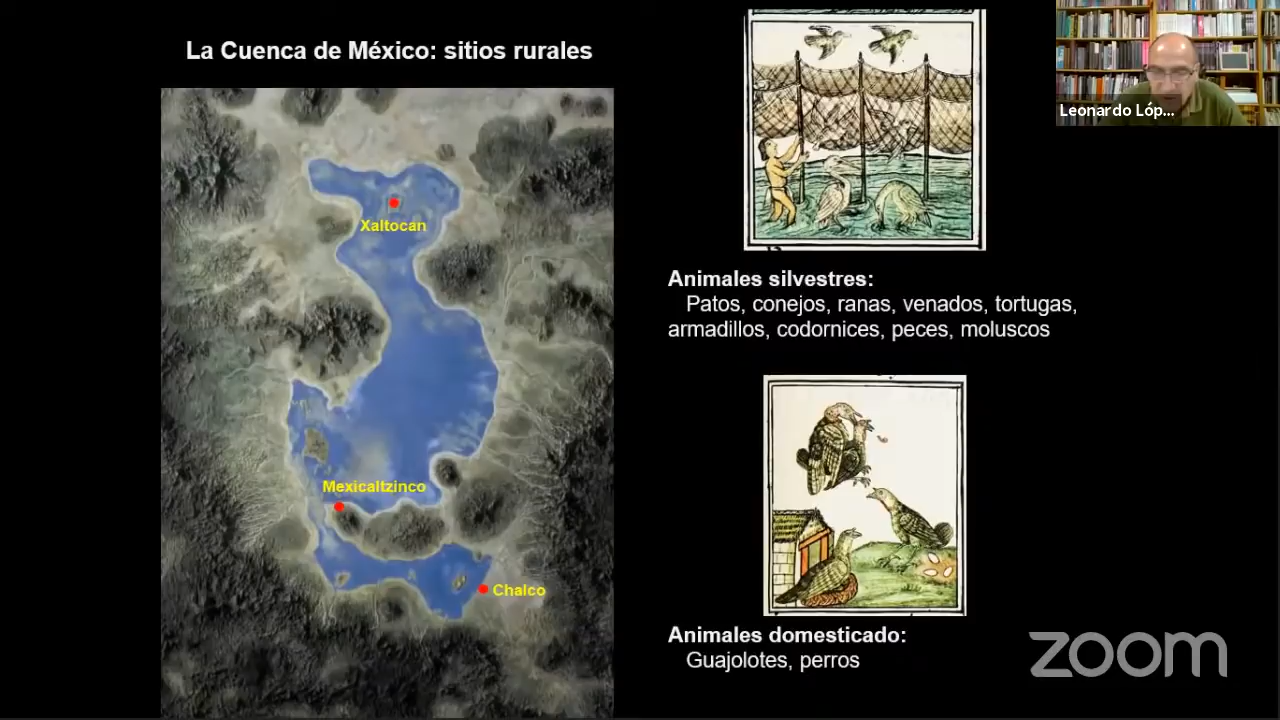 La Cuenca de México: sitios rurales
Leonardo Lóp...
Xaltocan
Mexicaltzinco
Chalco
Animales silvestres:
Patos, conejos, ranas, venados, tortugas,
armadillos, codornices, peces, moluscos
Animales domesticado:
Guajolotes, perros
zoom